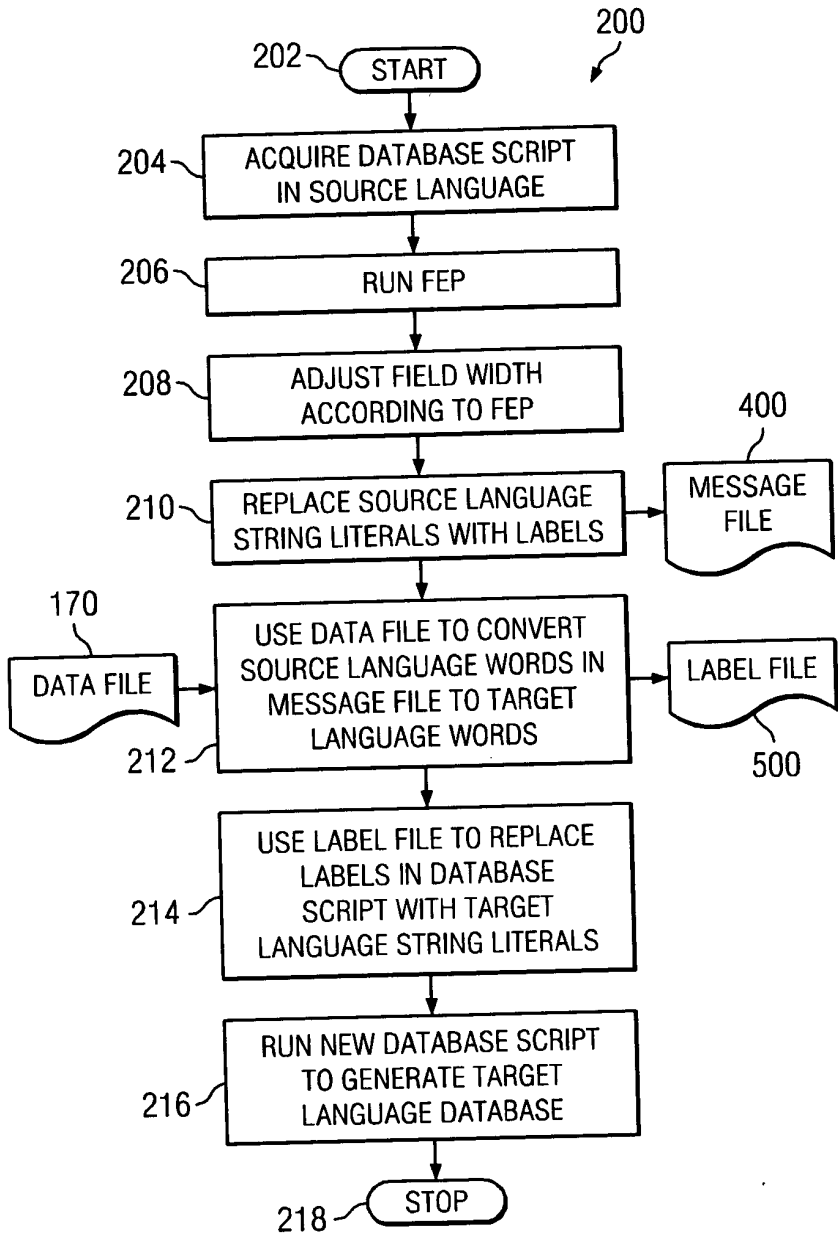 200
202
START
204
ACQUIRE DATABASE SCRIPT
IN SOURCE LANGUAGE
206
RUN FEP
208
ADJUST FIELD WIDTH
ACCORDING TO FEP
400
MESSAGE
FILE
210
REPLACE SOURCE LANGUAGE
STRING LITERALS WITH LABELS
170
DATA FILE
USE DATA FILE TO CONVERT
SOURCE LANGUAGE WORDS IN
MESSAGE FILE TO TARGET
LANGUAGE WORDS
212
LABEL FILE
500
USE LABEL FILE TO REPLACE
LABELS IN DATABASE
SCRIPT WITH TARGET
LANGUAGE STRING LITERALS
214
RUN NEW DATABASE SCRIPT
TO GENERATE TARGET
LANGUAGE DATABASE
216
STOP
218